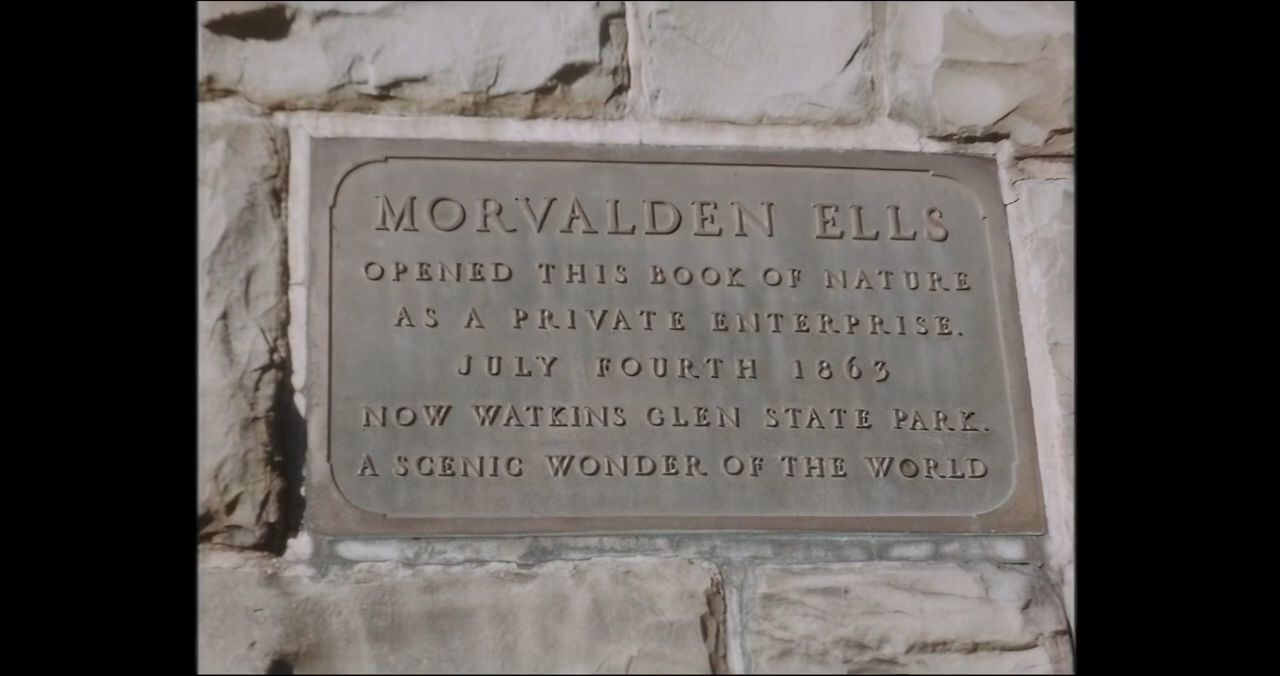 MORVALDEN ELLS
OPENED THIS BOOK OF NATURE
AS A PRIVATE ENTERPRISE.
JULY FOURTH 1863
NOW WATKINS GLEN STATE PARK.
A SCENIC WONDER OF THE WORLD